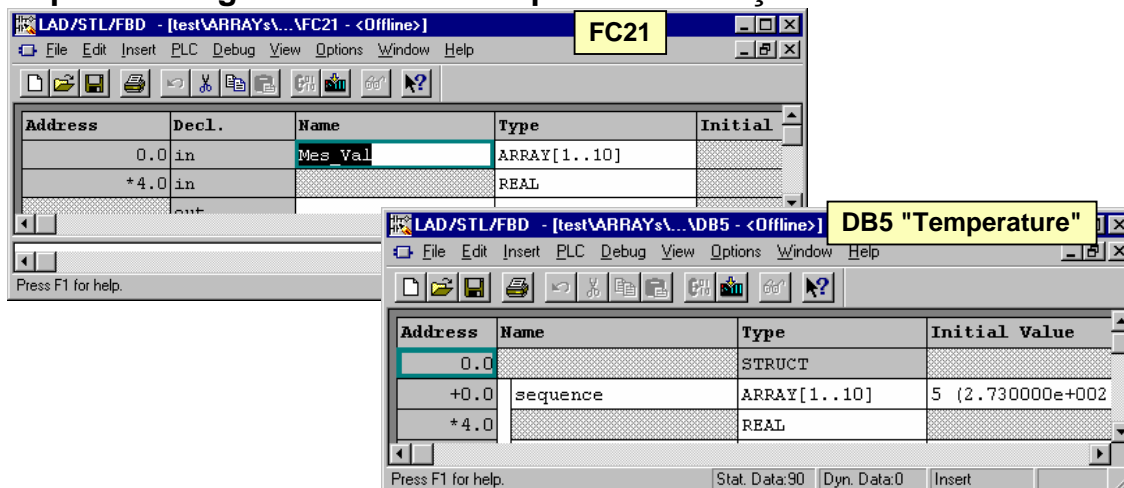 LAD/STL/FBD - [test\ARRAYs\...\FC21 - <Offline>]
FC21
File Edit Insert PLC Debug View Options Window Help
Address Decl. Name Type Initial
0.0 in Mes_Val ARRAY[1..10]
*4.0 in REAL
out
Press F1 for help.
LAD/STL/FBD - [test\ARRAYs\...\DB5 - <Offline>]
DB5 "Temperature"
File Edit Insert PLC Debug View Options Window Help
Address Name Type Initial Value
0.0 STRUCT
+0.0 sequence ARRAY[1..10] 5 (2.730000e+002
*4.0 REAL
Press F1 for help. Stat. Data:90 Dyn. Data:0 Insert